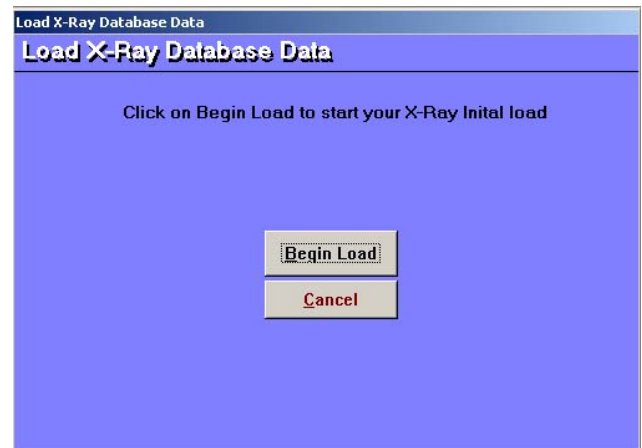 Load X-Ray Database Data
Load X-Ray Database Data
Click on Begin Load to start your X-Ray Inital load
Begin Load
Cancel